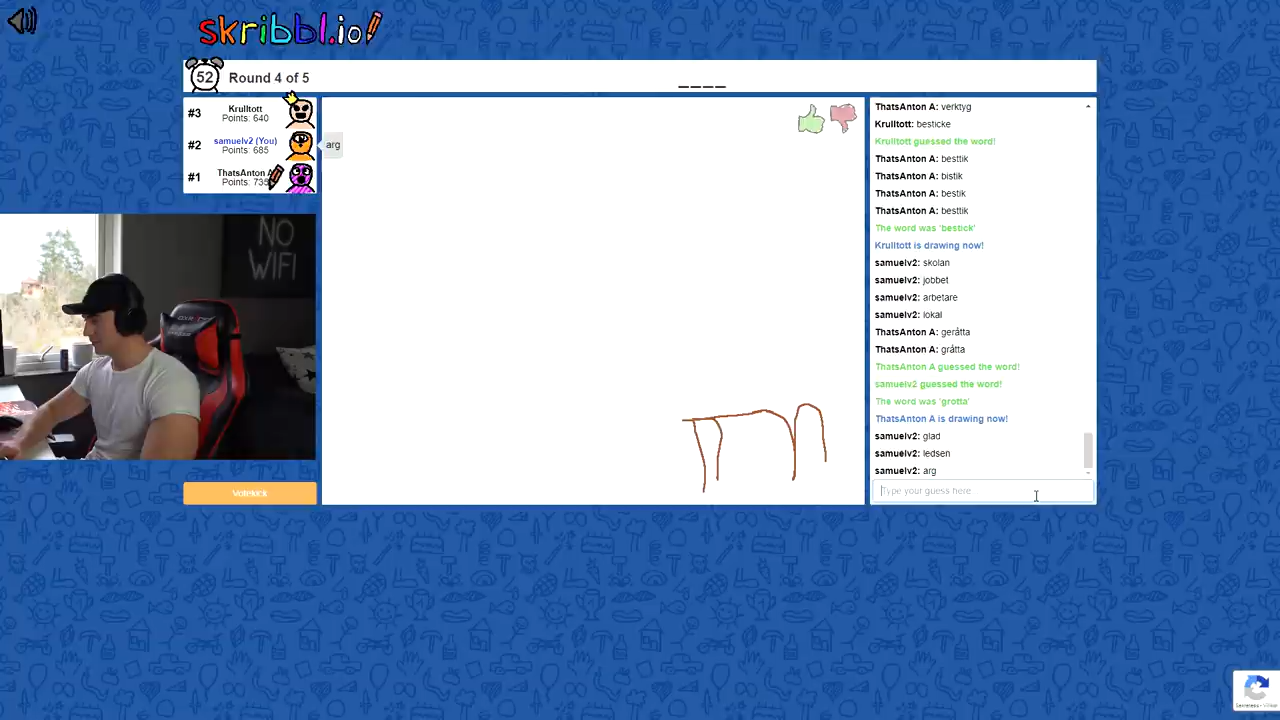 skribbl.io
52
Round 4 of 5
_ _ _ _
#3
Krulltott
Points: 640
#2
samuelv2 (You)
Points: 685
#1
ThatsAnton A
Points: 735
arg
NO
WIFI
Votekick
ThatsAnton A: verktyg
Krulltott: besticke
Krulltott guessed the word!
ThatsAnton A: besttik
ThatsAnton A: bistik
ThatsAnton A: bestik
ThatsAnton A: besttik
The word was 'bestick'
Krulltott is drawing now!
samuelv2: skolan
samuelv2: jobbet
samuelv2: arbetare
samuelv2: lokal
ThatsAnton A: geråtta
ThatsAnton A: gråtta
ThatsAnton A guessed the word!
samuelv2 guessed the word!
The word was 'grotta'
ThatsAnton A is drawing now!
samuelv2: glad
samuelv2: ledsen
samuelv2: arg
Type your guess here